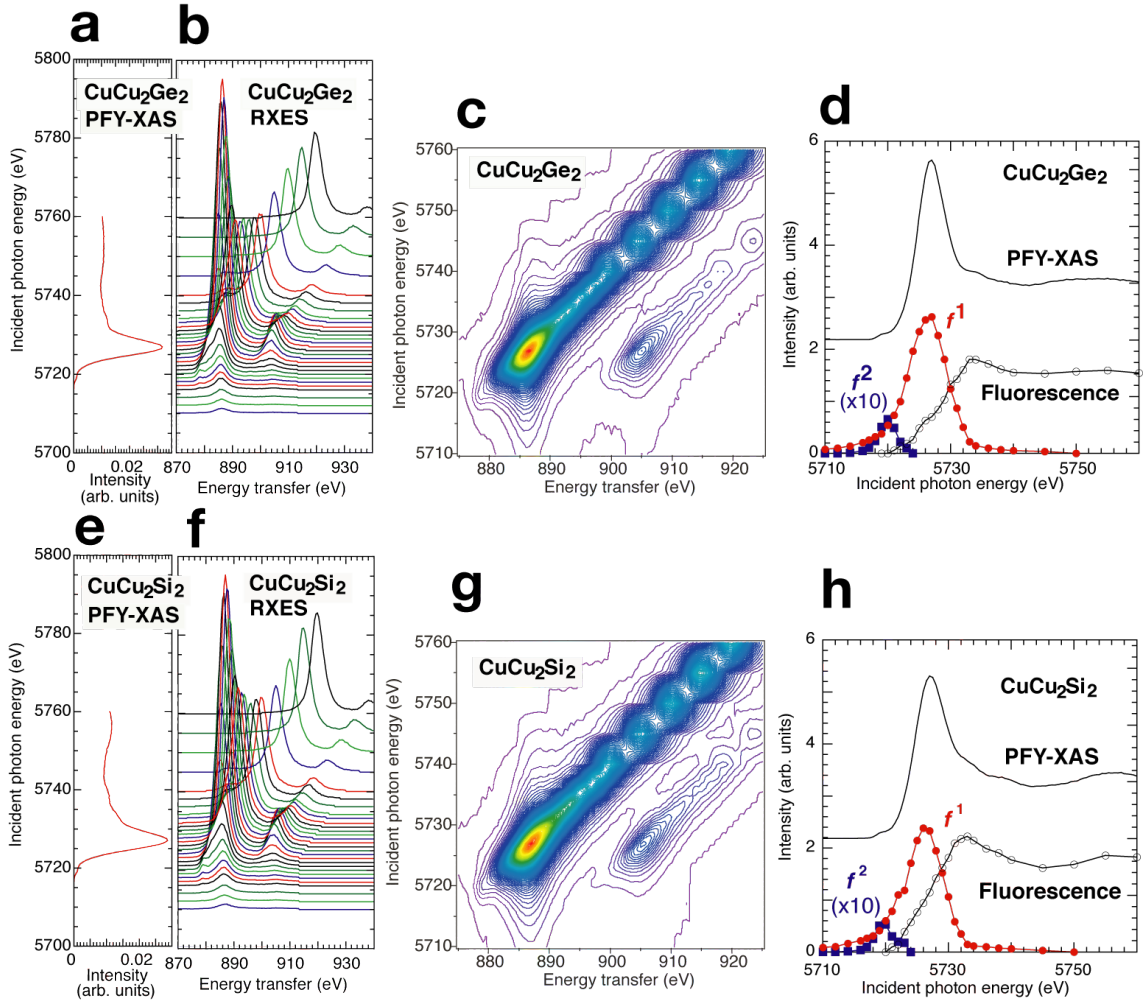 a
b
CuCu2Ge2
PFY-XAS
CuCu2Ge2
RXES
Incident photon energy (eV)
5800
5780
5760
5740
5720
5700
0
0.02
870
890
910
930
Intensity
(arb. units)
Energy transfer (eV)
c
CuCu2Ge2
Incident photon energy (eV)
5760
5750
5740
5730
5720
5710
880
890
900
910
920
Energy transfer (eV)
d
CuCu2Ge2
PFY-XAS
f1
f2
(x10)
Fluorescence
Intensity (arb. units)
6
4
2
0
5710
5730
5750
Incident photon energy (eV)
e
f
CuCu2Si2
PFY-XAS
CuCu2Si2
RXES
Incident photon energy (eV)
5800
5780
5760
5740
5720
5700
0
0.02
870
890
910
930
Intensity
(arb. units)
Energy transfer (eV)
g
CuCu2Si2
Incident photon energy (eV)
5760
5750
5740
5730
5720
5710
880
890
900
910
920
Energy transfer (eV)
h
CuCu2Si2
PFY-XAS
f1
f2
(x10)
Fluorescence
Intensity (arb. units)
6
4
2
0
5710
5730
5750
Incident photon energy (eV)